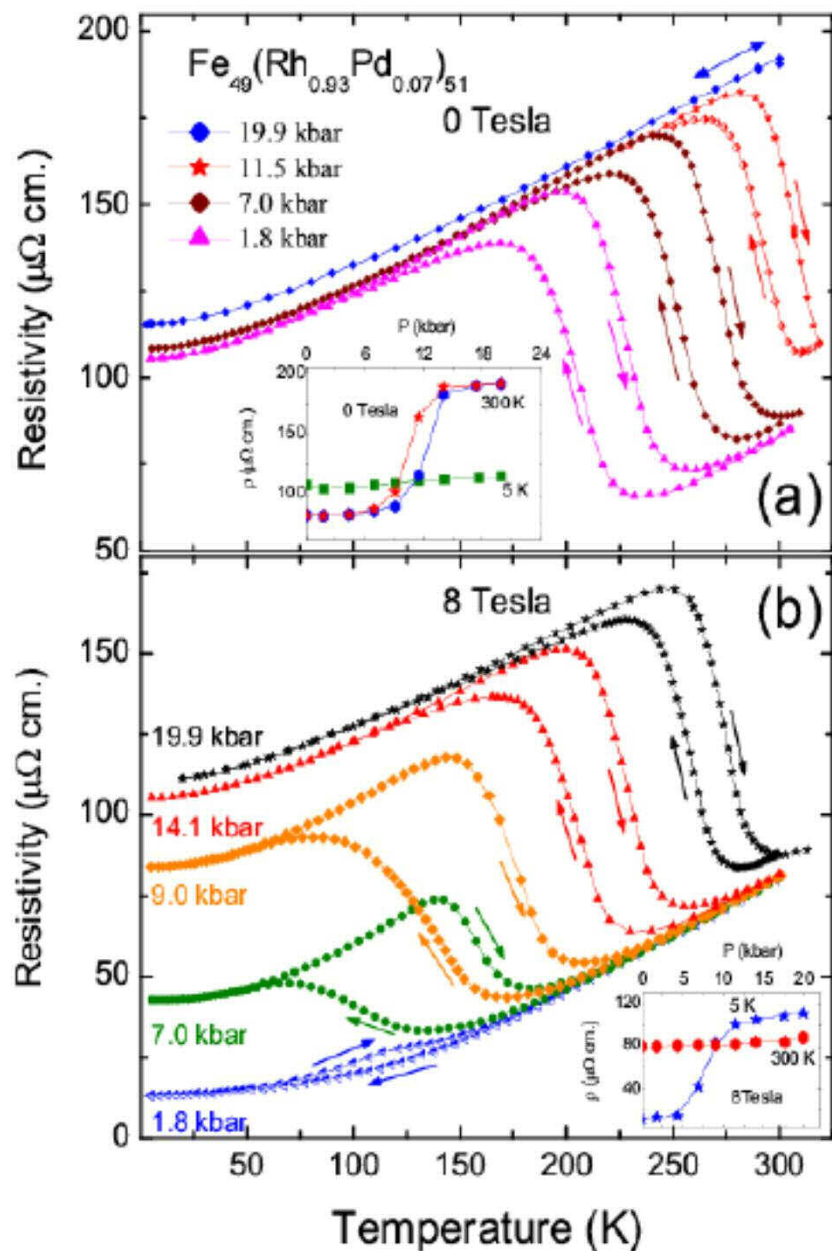 200
Fe49(Rh0.93Pd0.07)51
0 Tesla
19.9 kbar
11.5 kbar
7.0 kbar
1.8 kbar
150
Resistivity (μΩ cm.)
100
50
P (kbar)
0 6 12 18 24
200
150
100
ρ (μΩ cm.)
0 Tesla
300 K
5 K
(a)
8 Tesla
(b)
150
Resistivity (μΩ cm.)
100
50
0
19.9 kbar
14.1 kbar
9.0 kbar
7.0 kbar
1.8 kbar
P (kbar)
0 5 10 15 20
120
80
40
ρ (μΩ cm.)
5 K
300 K
8Tesla
50 100 150 200 250 300
Temperature (K)